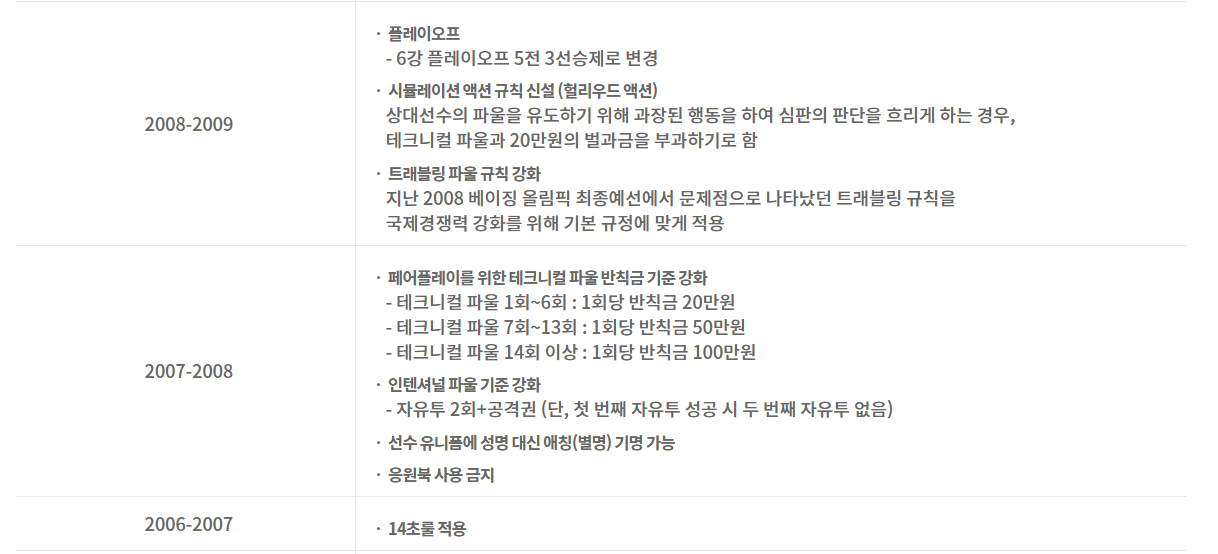 2008-2009
· 플레이오프
- 6강 플레이오프 5전 3선승제로 변경
· 시뮬레이션 액션 규칙 신설 (헐리우드 액션)
상대선수의 파울을 유도하기 위해 과장된 행동을 하여 심판의 판단을 흐리게 하는 경우,
테크니컬 파울과 20만원의 벌과금을 부과하기로 함
· 트래블링 파울 규칙 강화
지난 2008 베이징 올림픽 최종예선에서 문제점으로 나타났던 트래블링 규칙을
국제경쟁력 강화를 위해 기본 규정에 맞게 적용
2007-2008
· 페어플레이를 위한 테크니컬 파울 반칙금 기준 강화
- 테크니컬 파울 1회~6회 : 1회당 반칙금 20만원
- 테크니컬 파울 7회~13회 : 1회당 반칙금 50만원
- 테크니컬 파울 14회 이상 : 1회당 반칙금 100만원
· 인텐셔널 파울 기준 강화
- 자유투 2회+공격권 (단, 첫 번째 자유투 성공 시 두 번째 자유투 없음)
· 선수 유니폼에 성명 대신 애칭(별명) 기명 가능
· 응원북 사용 금지
2006-2007
· 14초룰 적용